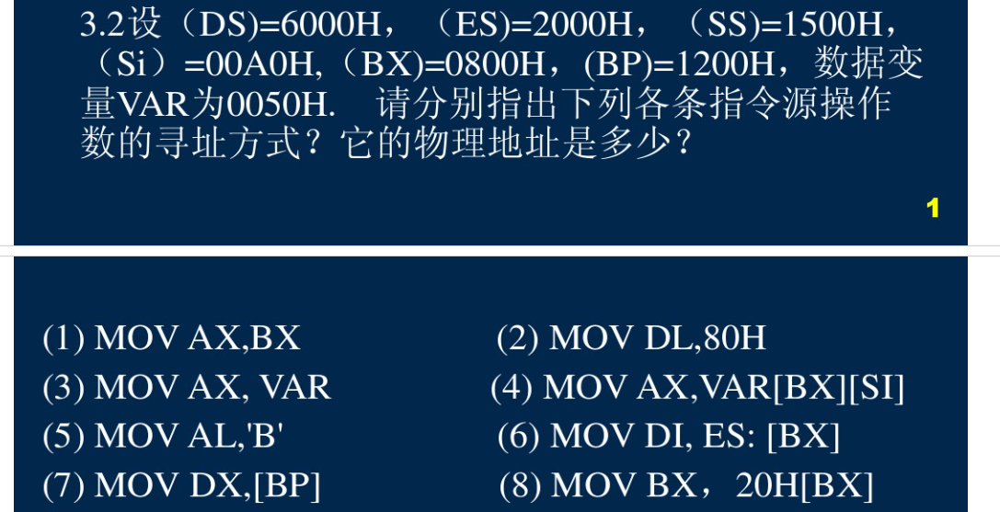 3.2设（DS)=6000H，（ES)=2000H，（SS)=1500H，
（Si）=00A0H,（BX)=0800H，(BP)=1200H，数据变
量VAR为0050H. 请分别指出下列各条指令源操作
数的寻址方式？它的物理地址是多少？
1
(1) MOV AX,BX (2) MOV DL,80H
(3) MOV AX, VAR (4) MOV AX,VAR[BX][SI]
(5) MOV AL,'B' (6) MOV DI, ES: [BX]
(7) MOV DX,[BP] (8) MOV BX，20H[BX]